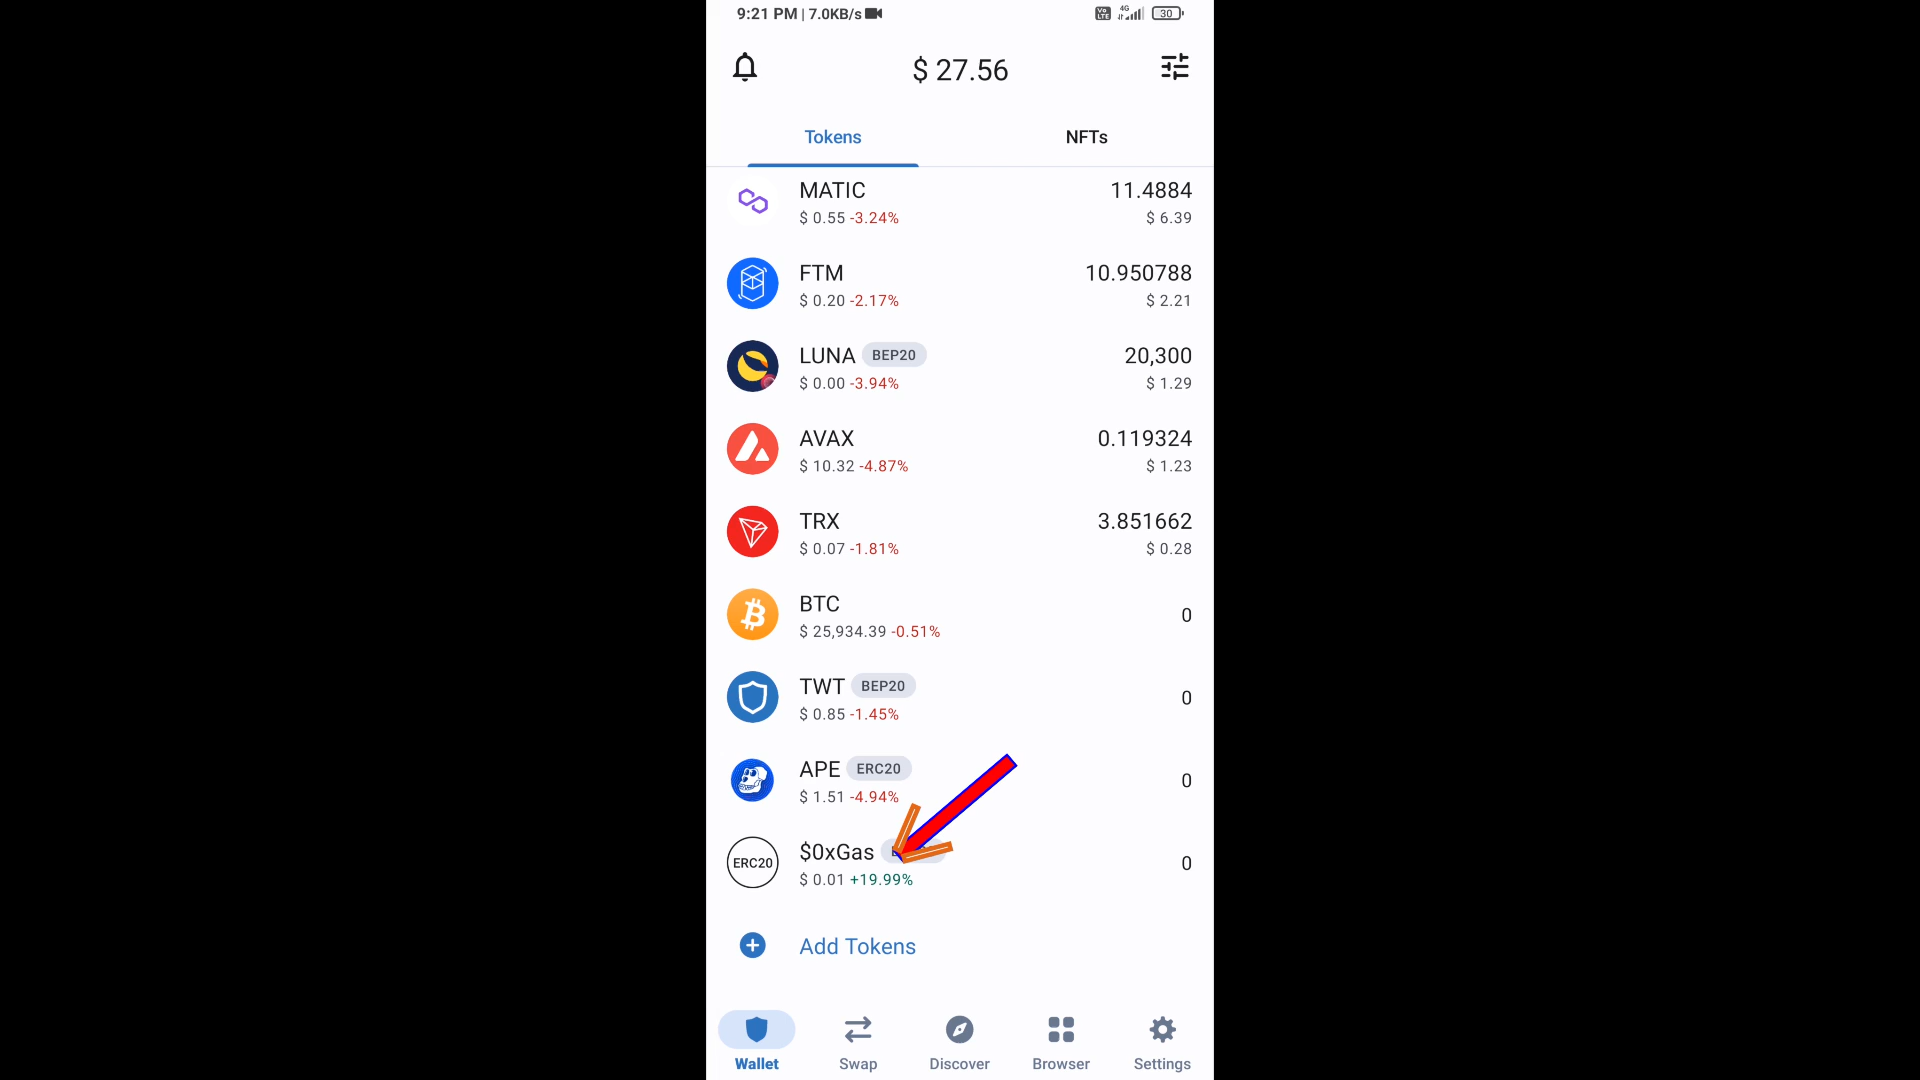 9:21 PM | 7.0KB/s
Vo LTE 4G 30
$ 27.56
Tokens NFTs
MATIC 11.4884
$ 0.55 -3.24% $ 6.39
FTM 10.950788
$ 0.20 -2.17% $ 2.21
LUNA BEP20 20,300
$ 0.00 -3.94% $ 1.29
AVAX 0.119324
$ 10.32 -4.87% $ 1.23
TRX 3.851662
$ 0.07 -1.81% $ 0.28
BTC 0
$ 25,934.39 -0.51%
TWT BEP20 0
$ 0.85 -1.45%
APE ERC20 0
$ 1.51 -4.94%
ERC20 $0xGas 0
$ 0.01 +19.99%
Add Tokens
Wallet Swap Discover Browser Settings